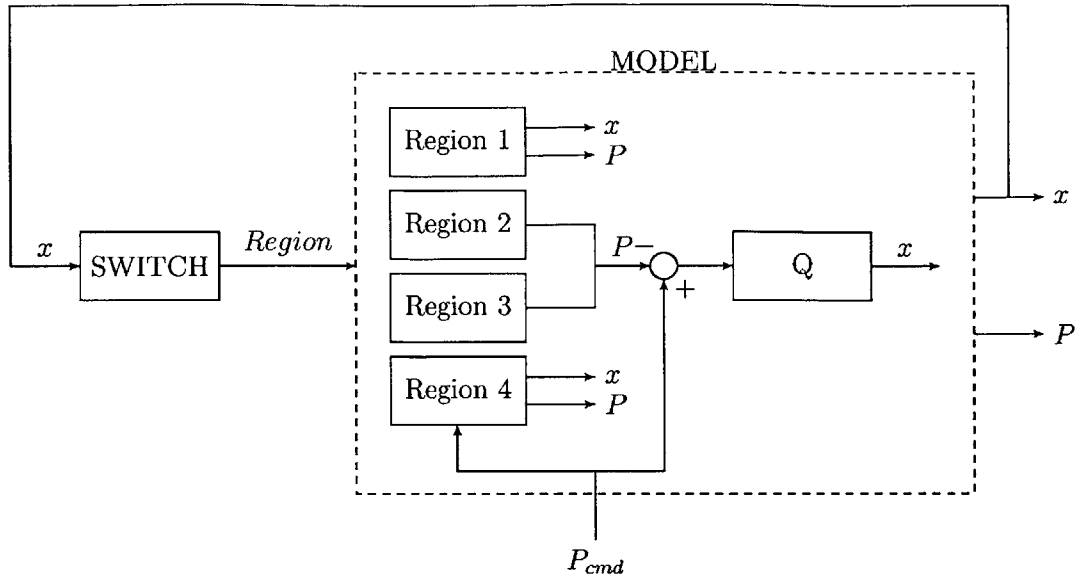 MODEL
Region 1
x
P
Region 2
Region
P −
x
SWITCH
x
Q
x
+
Region 3
P
Region 4
x
P
P_cmd